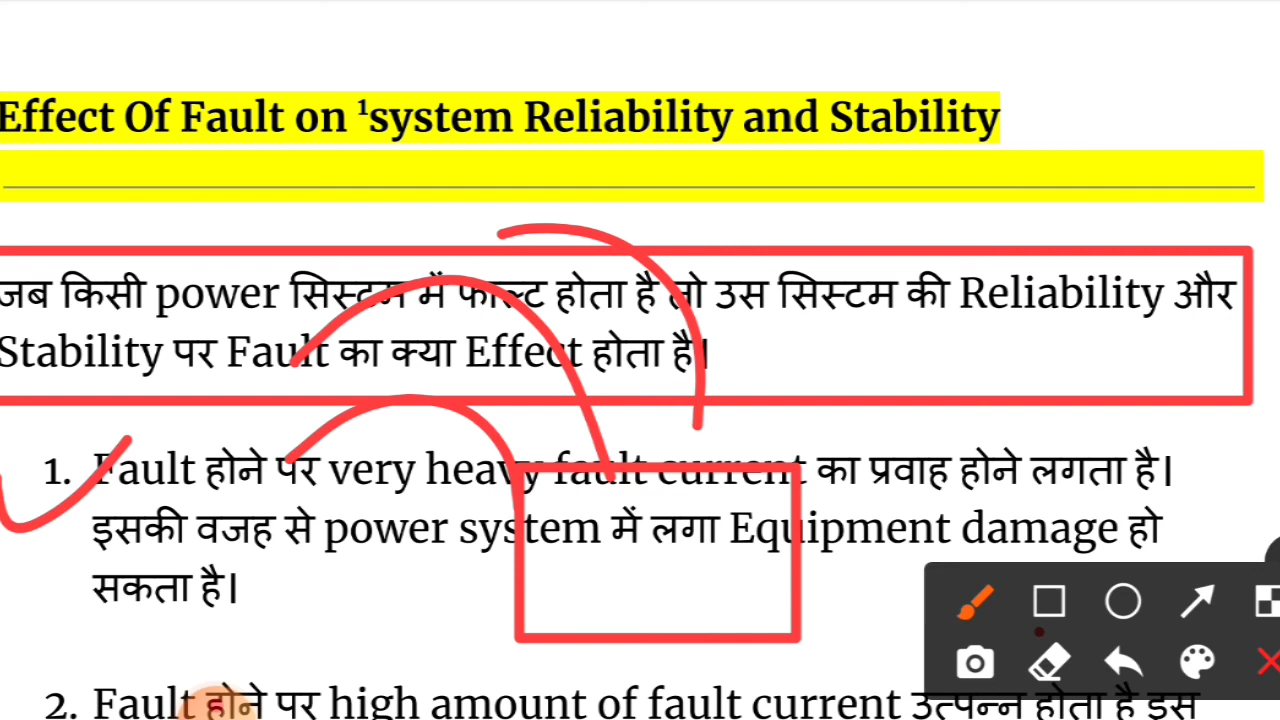 Effect Of Fault on ¹system Reliability and Stability
जब किसी power सिस्टम में फाल्ट होता है तो उस सिस्टम की Reliability और
Stability पर Fault का क्या Effect होता है।
1. Fault होने पर very heavy fault current का प्रवाह होने लगता है।
इसकी वजह से power system में लगा Equipment damage हो
सकता है।
2. Fault होने पर high amount of fault current उत्पन्न होता है इस